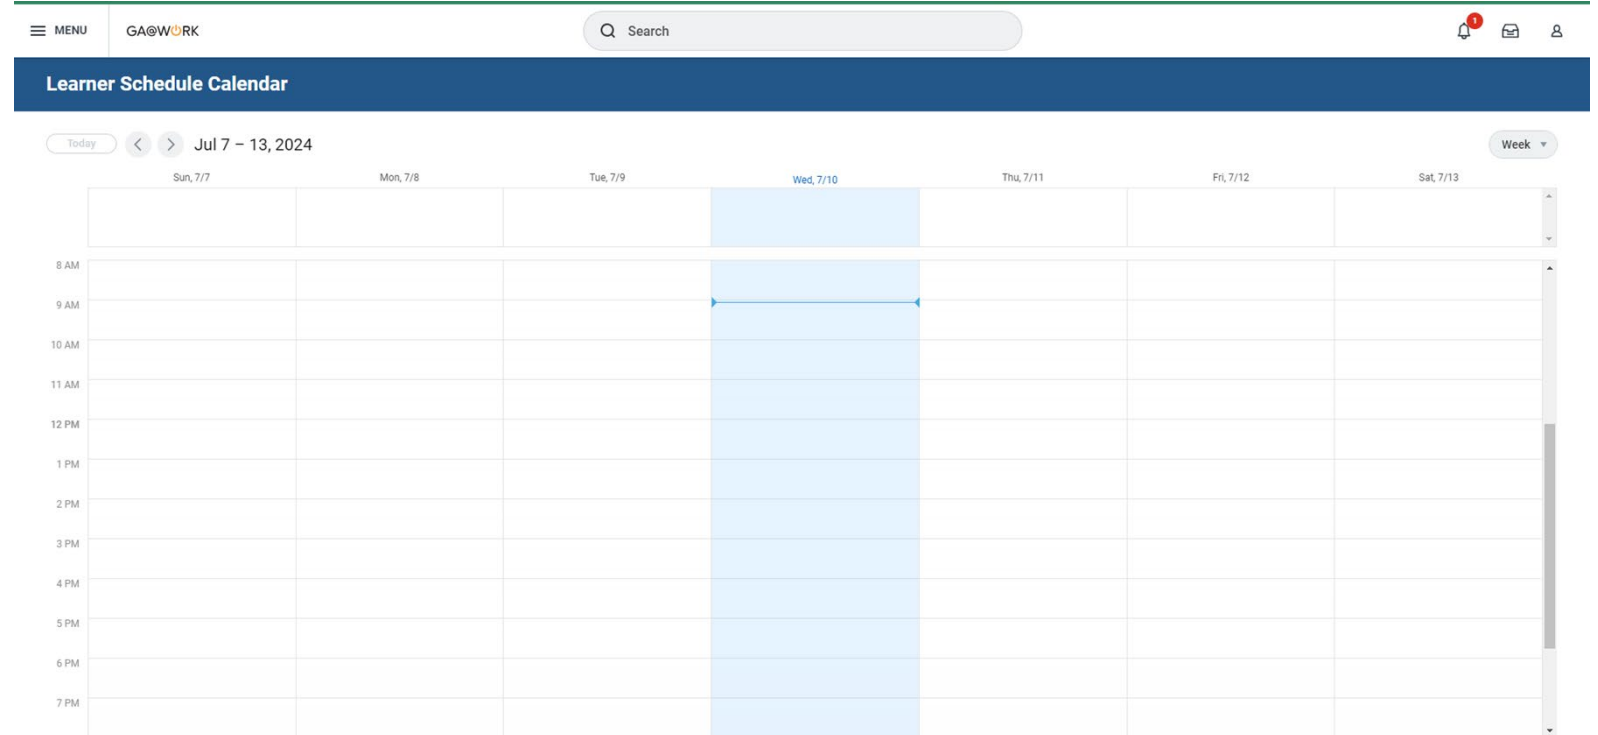 MENU
GA@WORK
Search
1
Learner Schedule Calendar
Today
Jul 7 – 13, 2024
Week
Sun, 7/7
Mon, 7/8
Tue, 7/9
Wed, 7/10
Thu, 7/11
Fri, 7/12
Sat, 7/13
8 AM
9 AM
10 AM
11 AM
12 PM
1 PM
2 PM
3 PM
4 PM
5 PM
6 PM
7 PM